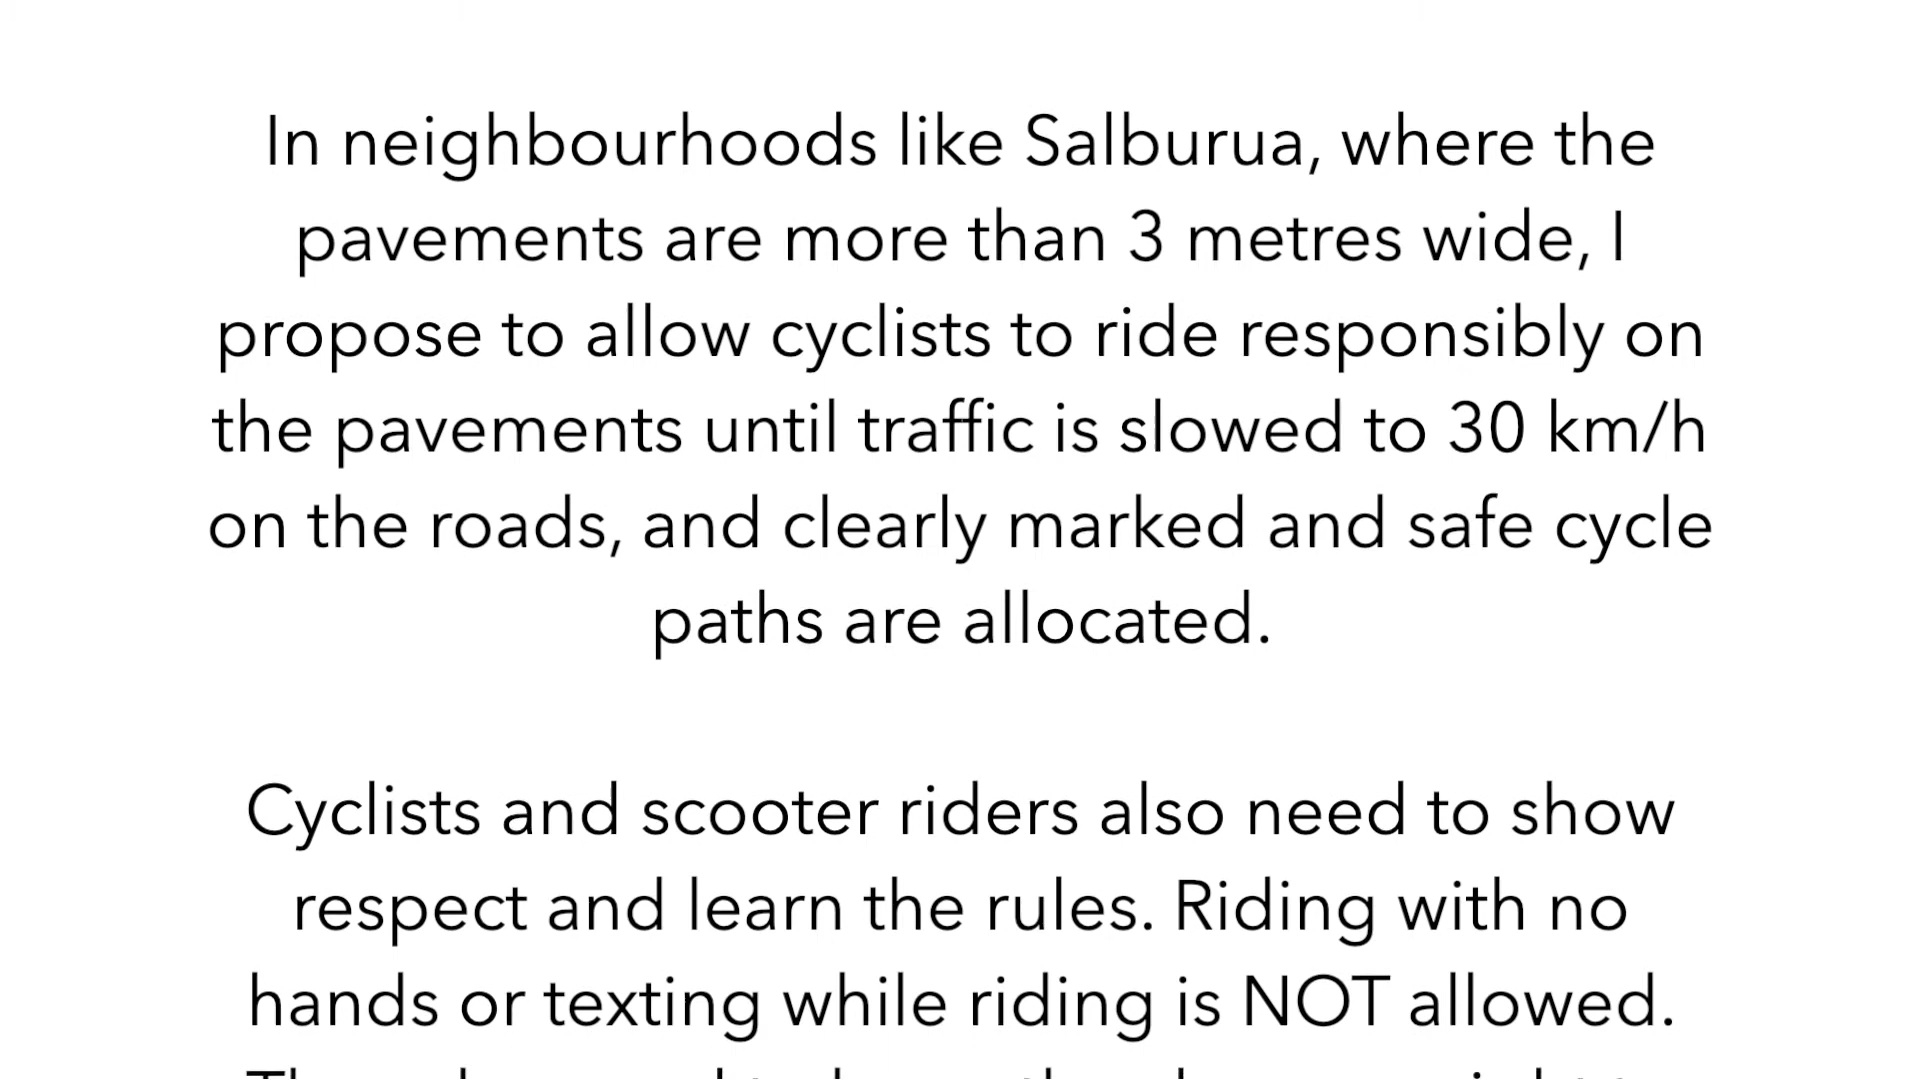 In neighbourhoods like Salburua, where the
pavements are more than 3 metres wide, I
propose to allow cyclists to ride responsibly on
the pavements until traffic is slowed to 30 km/h
on the roads, and clearly marked and safe cycle
paths are allocated.
Cyclists and scooter riders also need to show
respect and learn the rules. Riding with no
hands or texting while riding is NOT allowed.